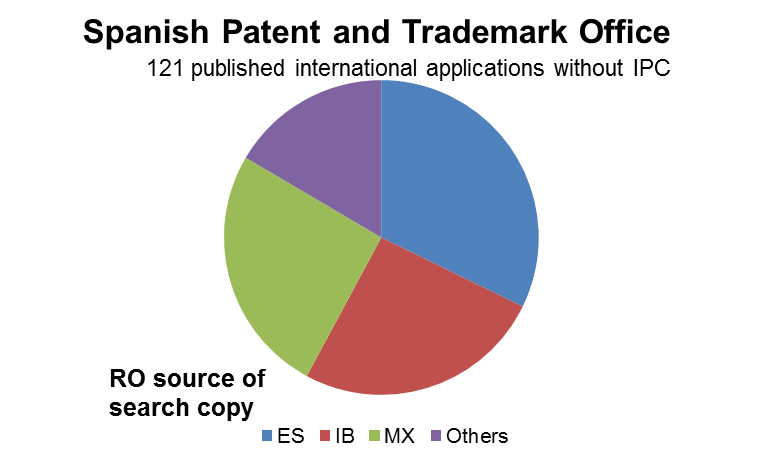 Spanish Patent and Trademark Office
121 published international applications without IPC
RO source of
search copy
ES IB MX Others